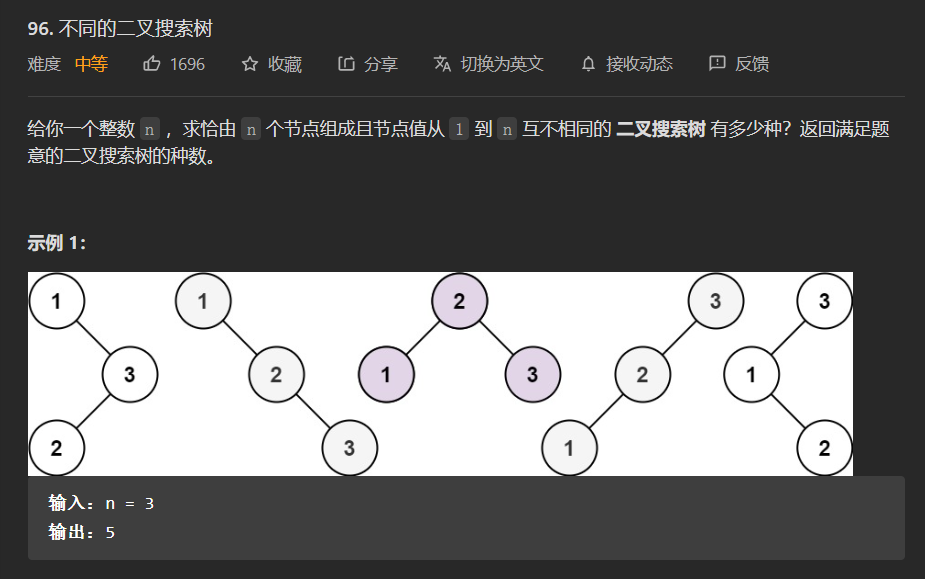 96. 不同的二叉搜索树
难度 中等 1696 收藏 分享 切换为英文 接收动态 反馈
给你一个整数 n ，求恰由 n 个节点组成且节点值从 1 到 n 互不相同的 二叉搜索树 有多少种？返回满足题
意的二叉搜索树的种数。
示例 1：
1 1 2 3 3
3 2 1 3 2 1
2 3 1 2
输入：n = 3
输出：5